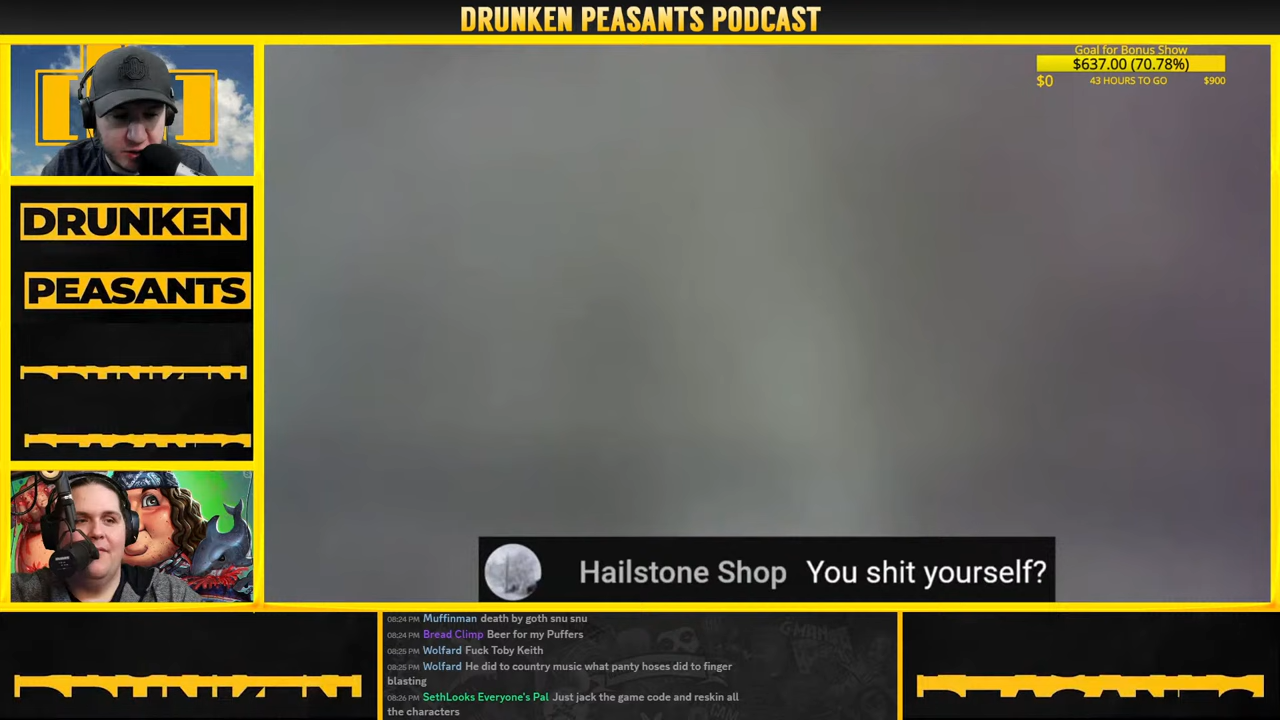 DRUNKEN PEASANTS PODCAST
Goal for Bonus Show
$637.00 (70.78%)
$0 43 HOURS TO GO $900
DRUNKEN
PEASANTS
Hailstone Shop You shit yourself?
08:24 PM Muffinman death by goth snu snu
08:24 PM Bread Climp Beer for my Puffers
08:25 PM Wolfard Fuck Toby Keith
08:25 PM Wolfard He did to country music what panty hoses did to finger
blasting
08:26 PM SethLooks Everyone's Pal Just jack the game code and reskin all
the characters